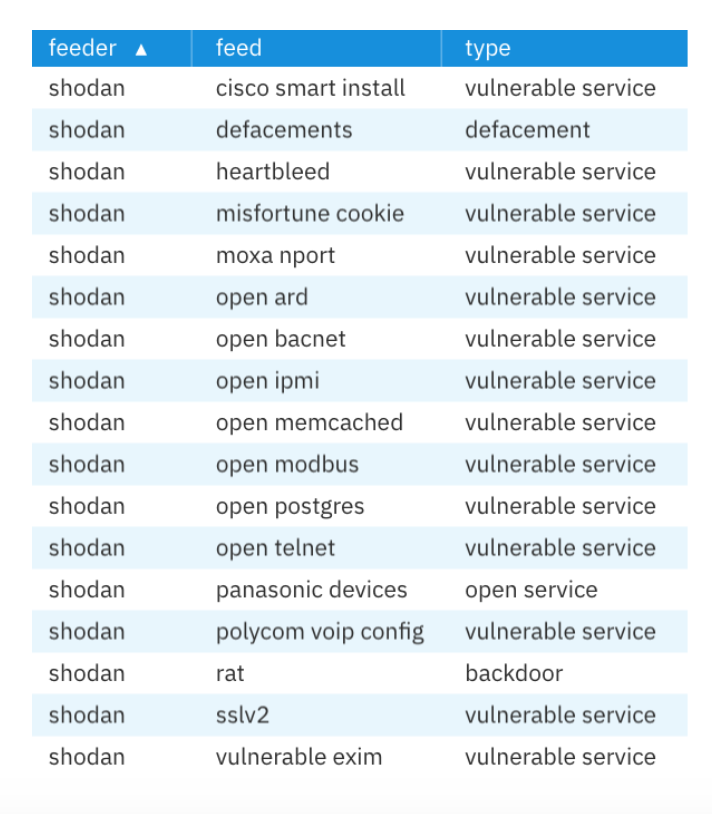 feeder ▲ feed type
shodan cisco smart install vulnerable service
shodan defacements defacement
shodan heartbleed vulnerable service
shodan misfortune cookie vulnerable service
shodan moxa nport vulnerable service
shodan open ard vulnerable service
shodan open bacnet vulnerable service
shodan open ipmi vulnerable service
shodan open memcached vulnerable service
shodan open modbus vulnerable service
shodan open postgres vulnerable service
shodan open telnet vulnerable service
shodan panasonic devices open service
shodan polycom voip config vulnerable service
shodan rat backdoor
shodan sslv2 vulnerable service
shodan vulnerable exim vulnerable service